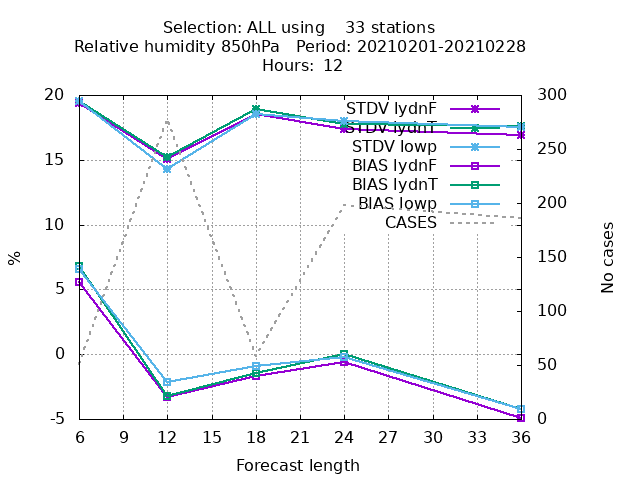 Selection: ALL using    33 stations
Relative humidity 850hPa   Period: 20210201-20210228
Hours:  12
20
15
10
5
0
-5
%
300
250
200
150
100
50
0
No cases
STDV lydnF
STDV lydnT
STDV lowp
BIAS lydnF
BIAS lydnT
BIAS lowp
CASES
6 9 12 15 18 21 24 27 30 33 36
Forecast length